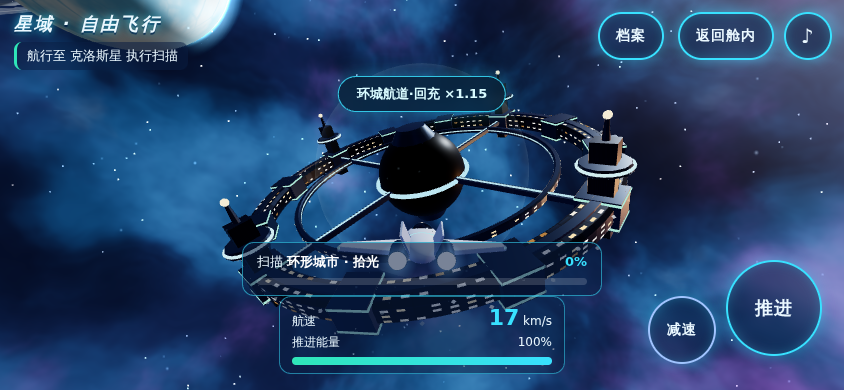 星域 · 自由飞行
航行至 克洛斯星 执行扫描
档案
返回舱内
♪
环城航道·回充 ×1.15
扫描 环形城市 · 拾光 0%
航速 17 km/s
推进能量 100%
减速
推进